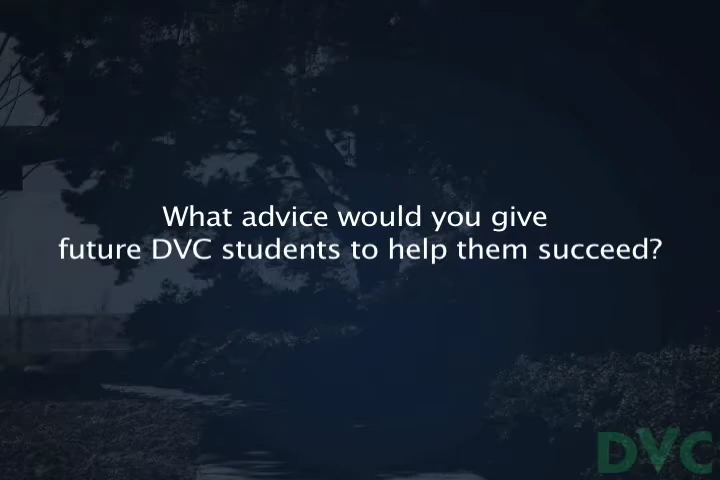 What advice would you give
future DVC students to help them succeed?
DVC